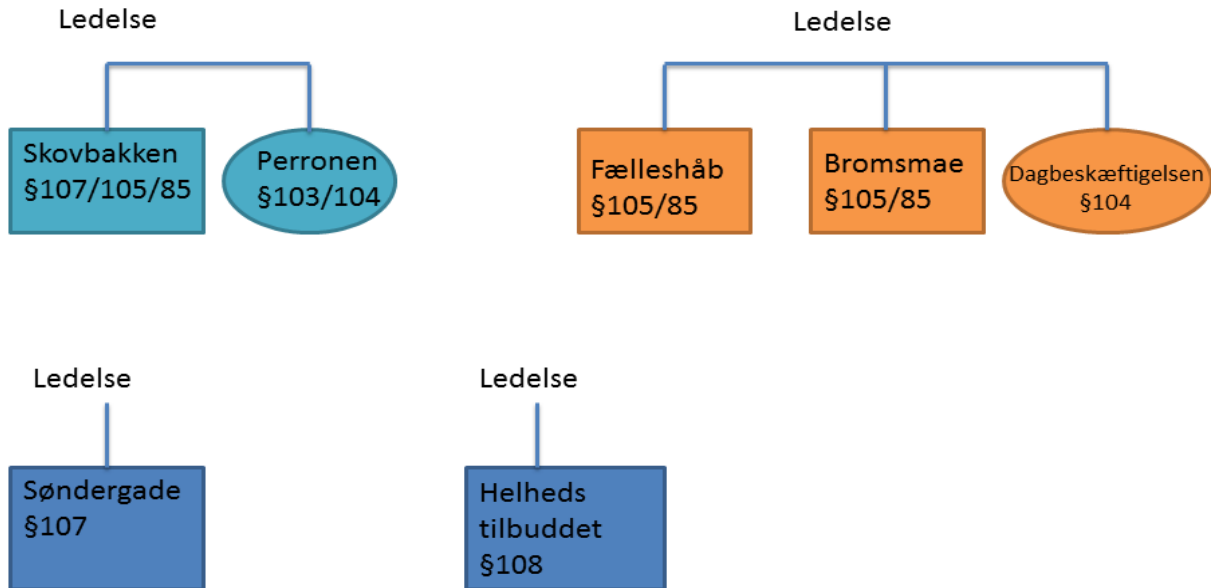 Ledelse
Ledelse
Skovbakken
§107/105/85
Perronen
§103/104
Fælleshåb
§105/85
Bromsmae
§105/85
Dagbeskæftigelsen
§104
Ledelse
Ledelse
Søndergade
§107
Helheds
tilbuddet
§108